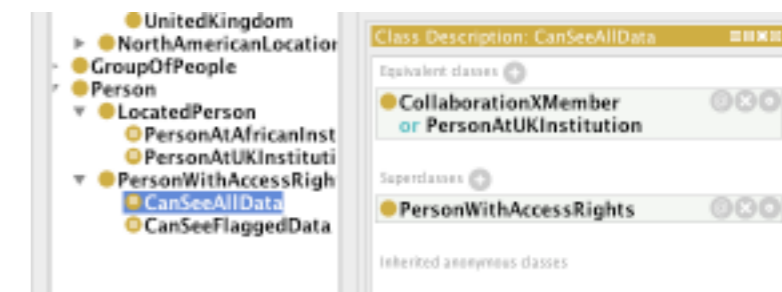 UnitedKingdom
NorthAmericanLocation
GroupOfPeople
Person
LocatedPerson
PersonAtAfricanInst
PersonAtUKInstituti
PersonWithAccessRigh
CanSeeAllData
CanSeeFlaggedData
Class Description: CanSeeAllData
Equivalent classes
CollaborationXMember
or PersonAtUKInstitution
Superclasses
PersonWithAccessRights
Inherited anonymous classes